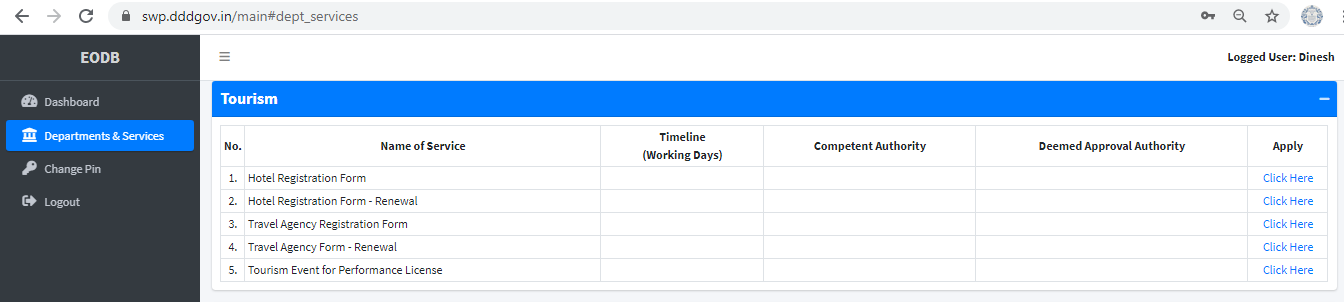 swp.dddgov.in/main#dept_services
EODB
Logged User: Dinesh
Dashboard
Departments & Services
Change Pin
Logout
Tourism
No. Name of Service Timeline (Working Days) Competent Authority Deemed Approval Authority Apply
1. Hotel Registration Form Click Here
2. Hotel Registration Form - Renewal Click Here
3. Travel Agency Registration Form Click Here
4. Travel Agency Form - Renewal Click Here
5. Tourism Event for Performance License Click Here